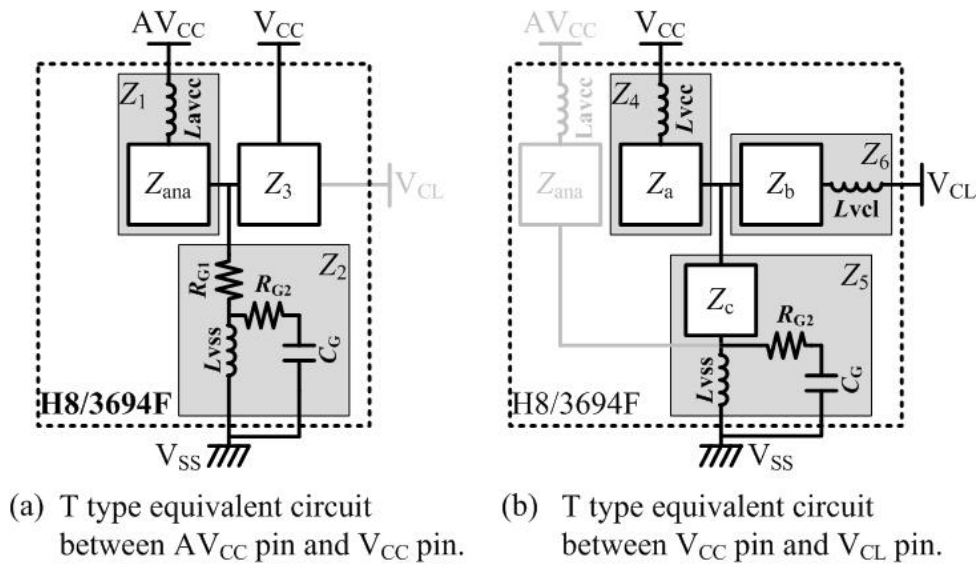 AVCC VCC
Z1 Lavcc
Zana Z3 VCL
RG1 Z2
RG2
Lvss CG
H8/3694F
VSS
(a) T type equivalent circuit
between AVCC pin and VCC pin.
AVCC VCC
Lavcc Z4 Lvcc
Zana Za Zb Z6 VCL
Lvcl
Zc Z5
RG2
Lvss CG
H8/3694F
VSS
(b) T type equivalent circuit
between VCC pin and VCL pin.